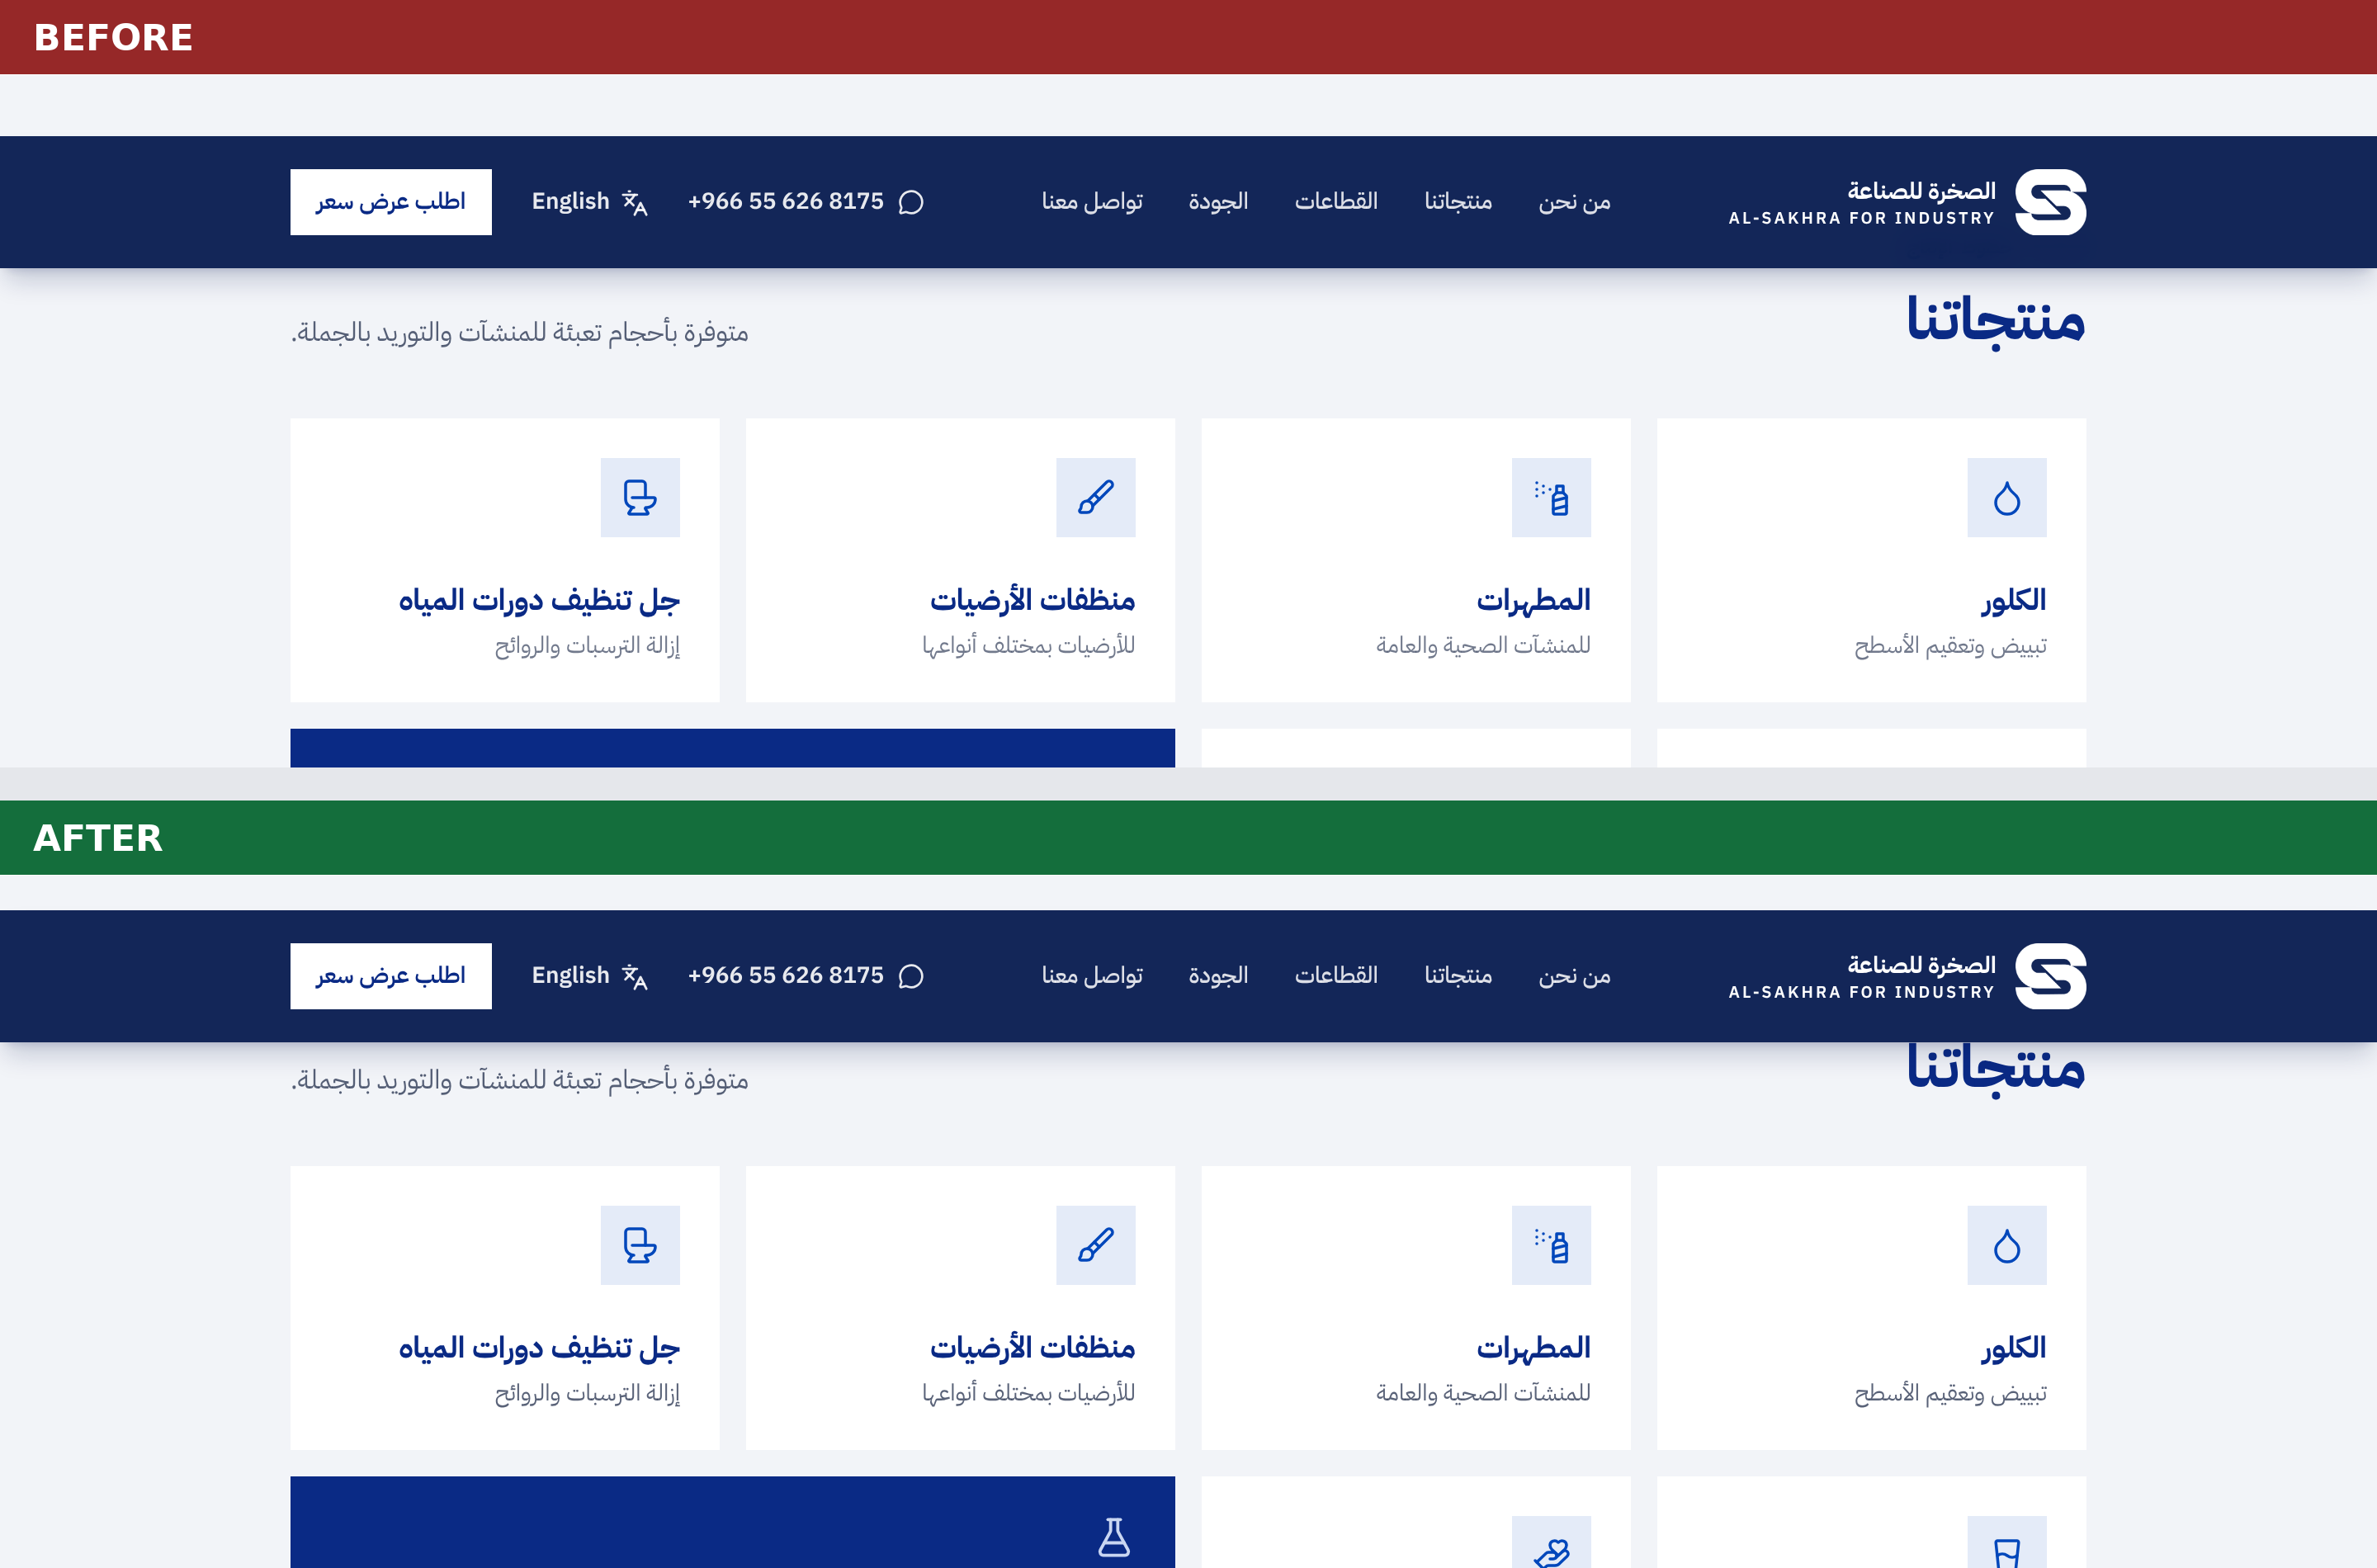 BEFORE
الصخرة للصناعة
AL-SAKHRA FOR INDUSTRY
من نحن
منتجاتنا
القطاعات
الجودة
تواصل معنا
+966 55 626 8175
English
اطلب عرض سعر
منتجاتنا
متوفرة بأحجام تعبئة للمنشآت والتوريد بالجملة.
الكلور
تبييض وتعقيم الأسطح
المطهرات
للمنشآت الصحية والعامة
منظفات الأرضيات
للأرضيات بمختلف أنواعها
جل تنظيف دورات المياه
إزالة الترسبات والروائح
AFTER
الصخرة للصناعة
AL-SAKHRA FOR INDUSTRY
من نحن
منتجاتنا
القطاعات
الجودة
تواصل معنا
+966 55 626 8175
English
اطلب عرض سعر
منتجاتنا
متوفرة بأحجام تعبئة للمنشآت والتوريد بالجملة.
الكلور
تبييض وتعقيم الأسطح
المطهرات
للمنشآت الصحية والعامة
منظفات الأرضيات
للأرضيات بمختلف أنواعها
جل تنظيف دورات المياه
إزالة الترسبات والروائح